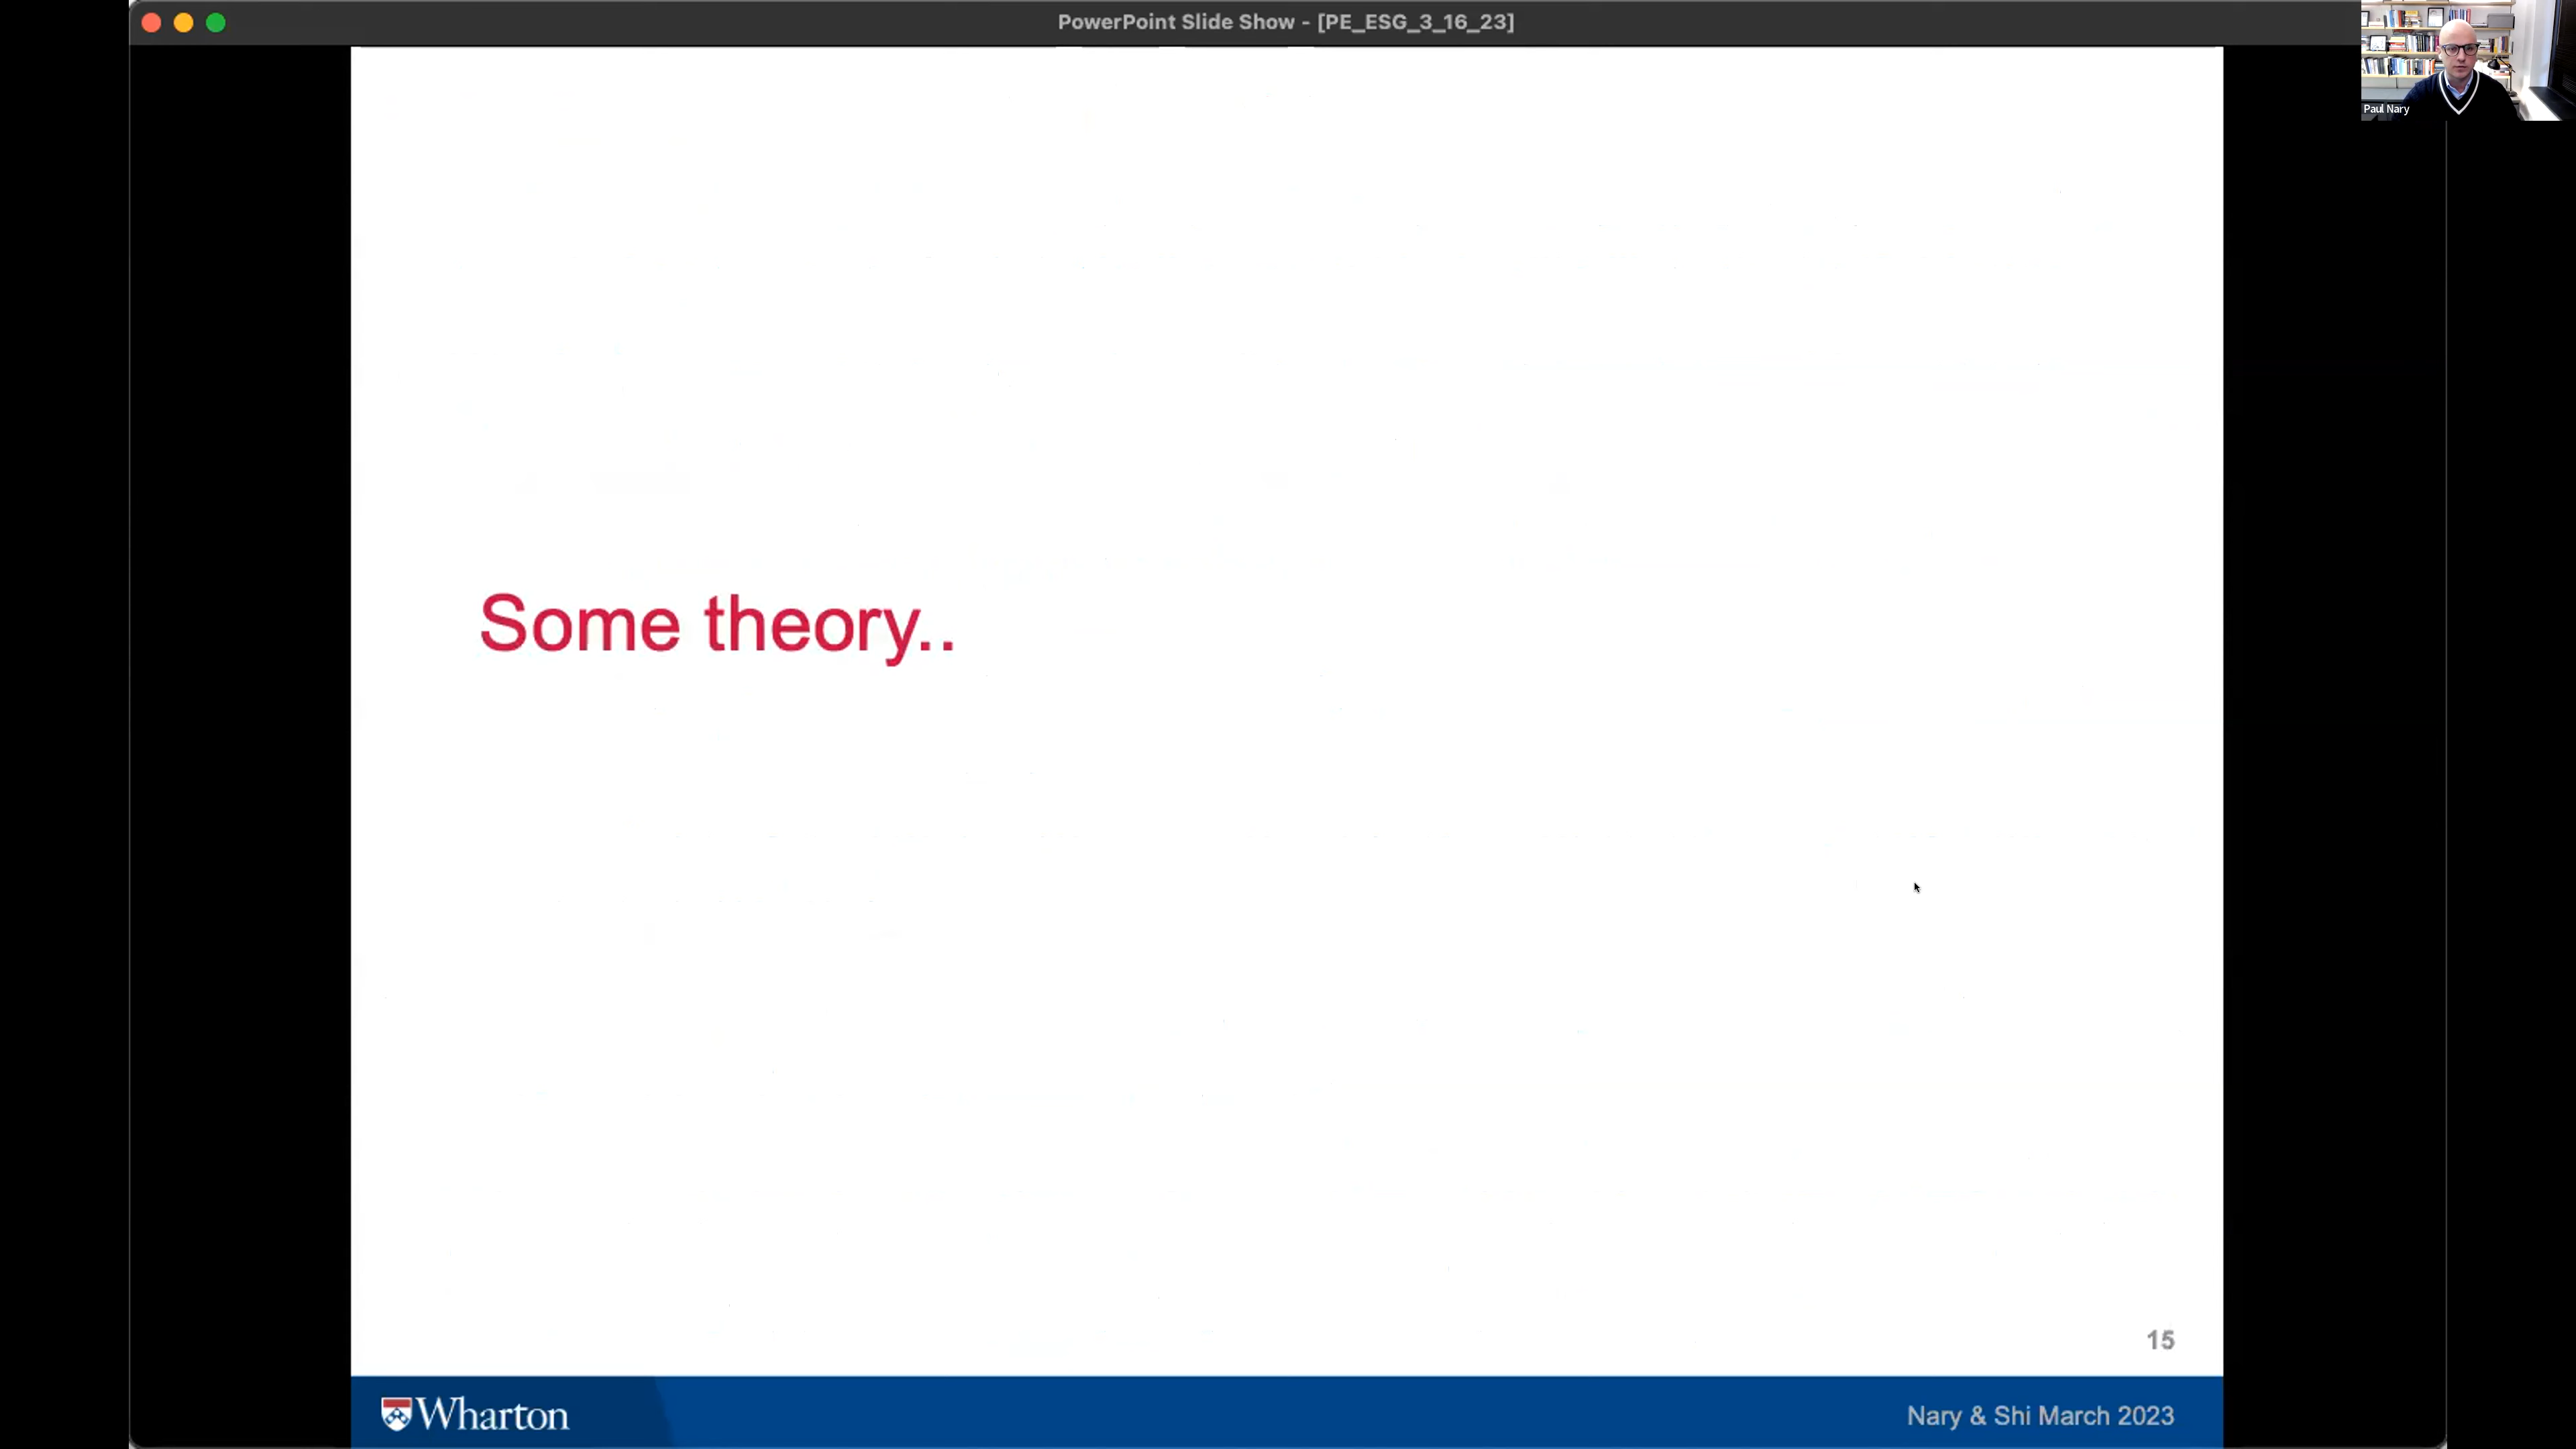 PowerPoint Slide Show - [PE_ESG_3_16_23]
Paul Nary
Some theory..
15
Wharton
Nary & Shi March 2023